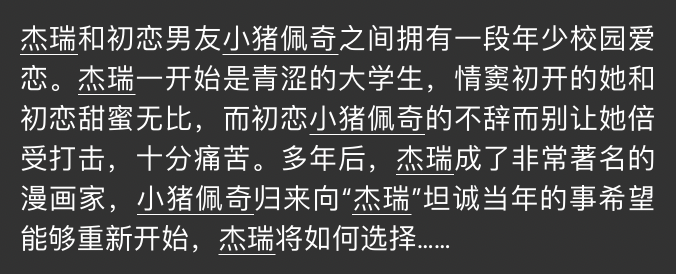 杰瑞和初恋男友小猪佩奇之间拥有一段年少校园爱
恋。杰瑞一开始是青涩的大学生，情窦初开的她和
初恋甜蜜无比，而初恋小猪佩奇的不辞而别让她倍
受打击，十分痛苦。多年后，杰瑞成了非常著名的
漫画家，小猪佩奇归来向“杰瑞”坦诚当年的事希望
能够重新开始，杰瑞将如何选择……